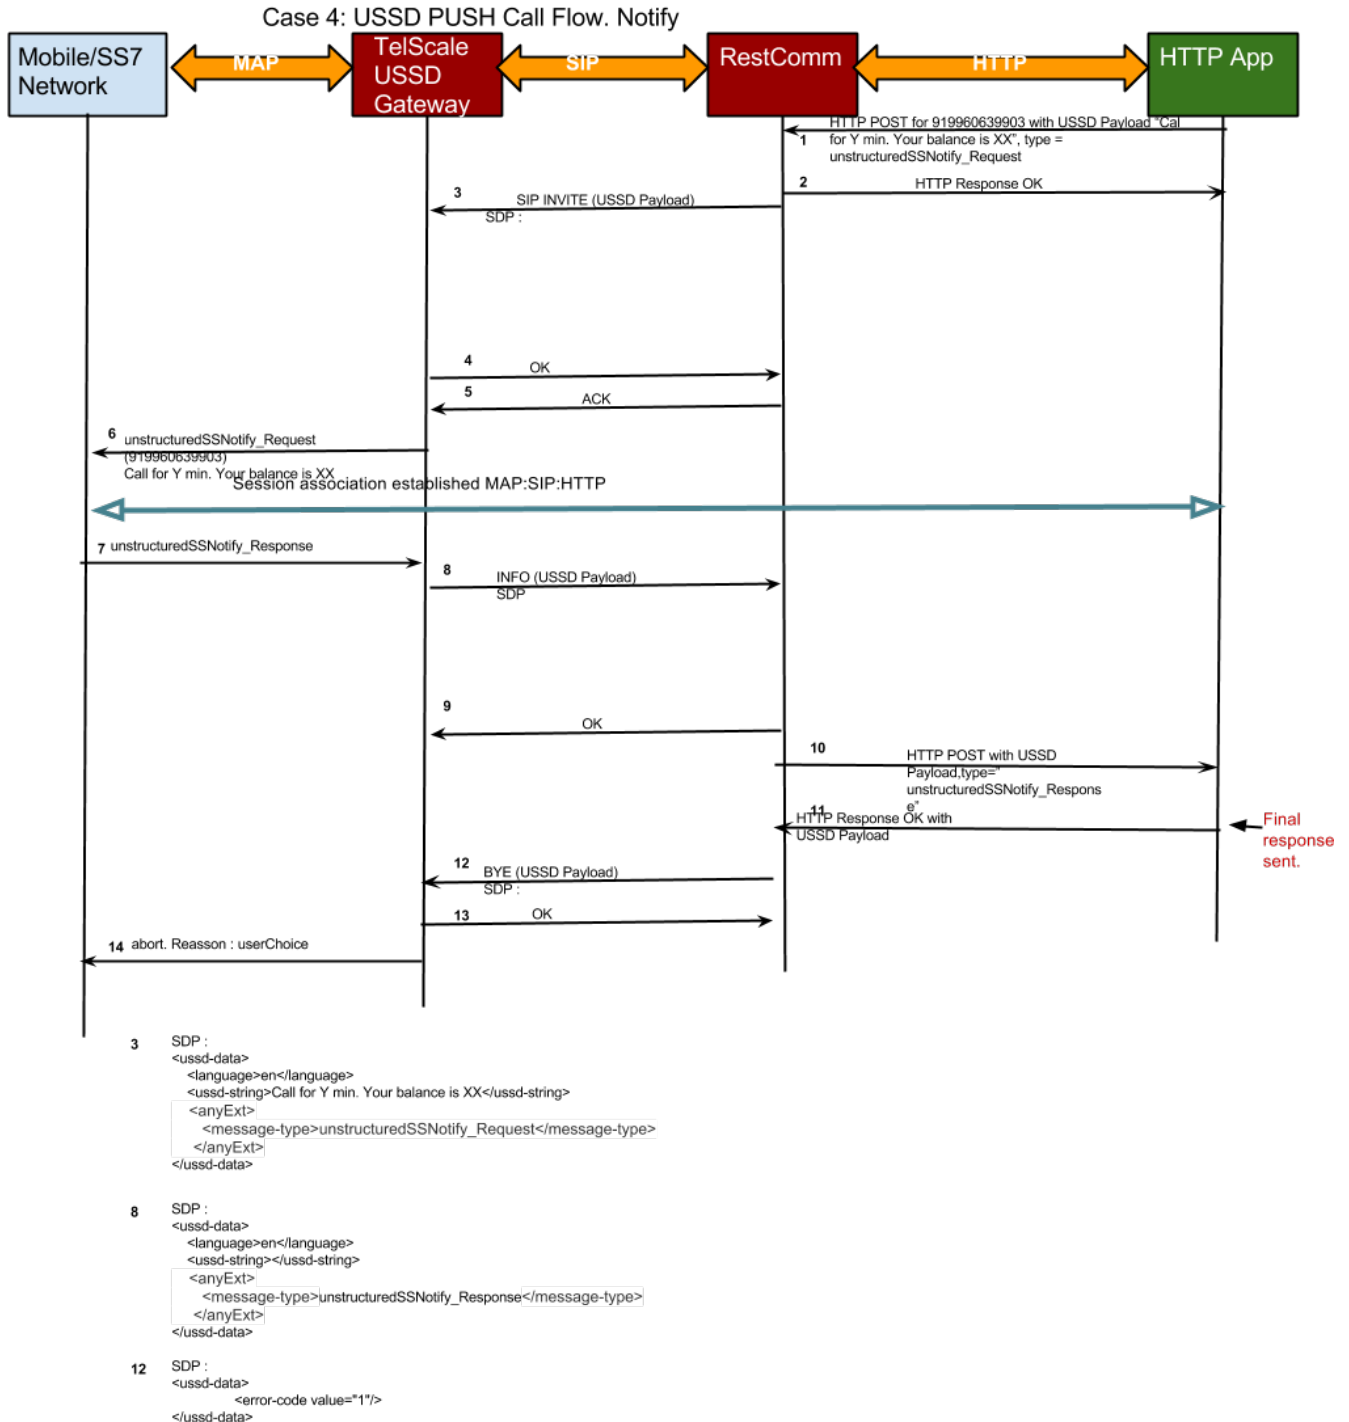 Case 4: USSD PUSH Call Flow. Notify
Mobile/SS7
Network
MAP
TelScale
USSD
Gateway
SIP
RestComm
HTTP
HTTP App
HTTP POST for 919960639903 with USSD Payload "Cal
1 for Y min. Your balance is XX", type =
unstructuredSSNotify_Request
2 HTTP Response OK
3 SIP INVITE (USSD Payload)
SDP :
4 OK
5 ACK
6 unstructuredSSNotify_Request
(919960639903)
Call for Y min. Your balance is XX
Session association established MAP:SIP:HTTP
7 unstructuredSSNotify_Response
8 INFO (USSD Payload)
SDP
9 OK
10 HTTP POST with USSD
Payload,type="
unstructuredSSNotify_Respons
e"
11 HTTP Response OK with
USSD Payload
Final
response
sent.
12 BYE (USSD Payload)
SDP :
13 OK
14 abort. Reasson : userChoice
3 SDP :
<ussd-data>
<language>en</language>
<ussd-string>Call for Y min. Your balance is XX</ussd-string>
<anyExt>
<message-type>unstructuredSSNotify_Request</message-type>
</anyExt>
</ussd-data>
8 SDP :
<ussd-data>
<language>en</language>
<ussd-string></ussd-string>
<anyExt>
<message-type>unstructuredSSNotify_Response</message-type>
</anyExt>
</ussd-data>
12 SDP :
<ussd-data>
<error-code value="1"/>
</ussd-data>